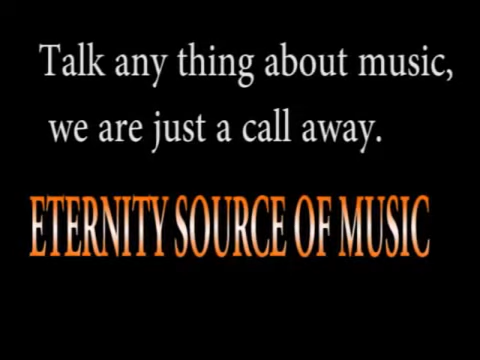 Talk any thing about music,
we are just a call away.
ETERNITY SOURCE OF MUSIC